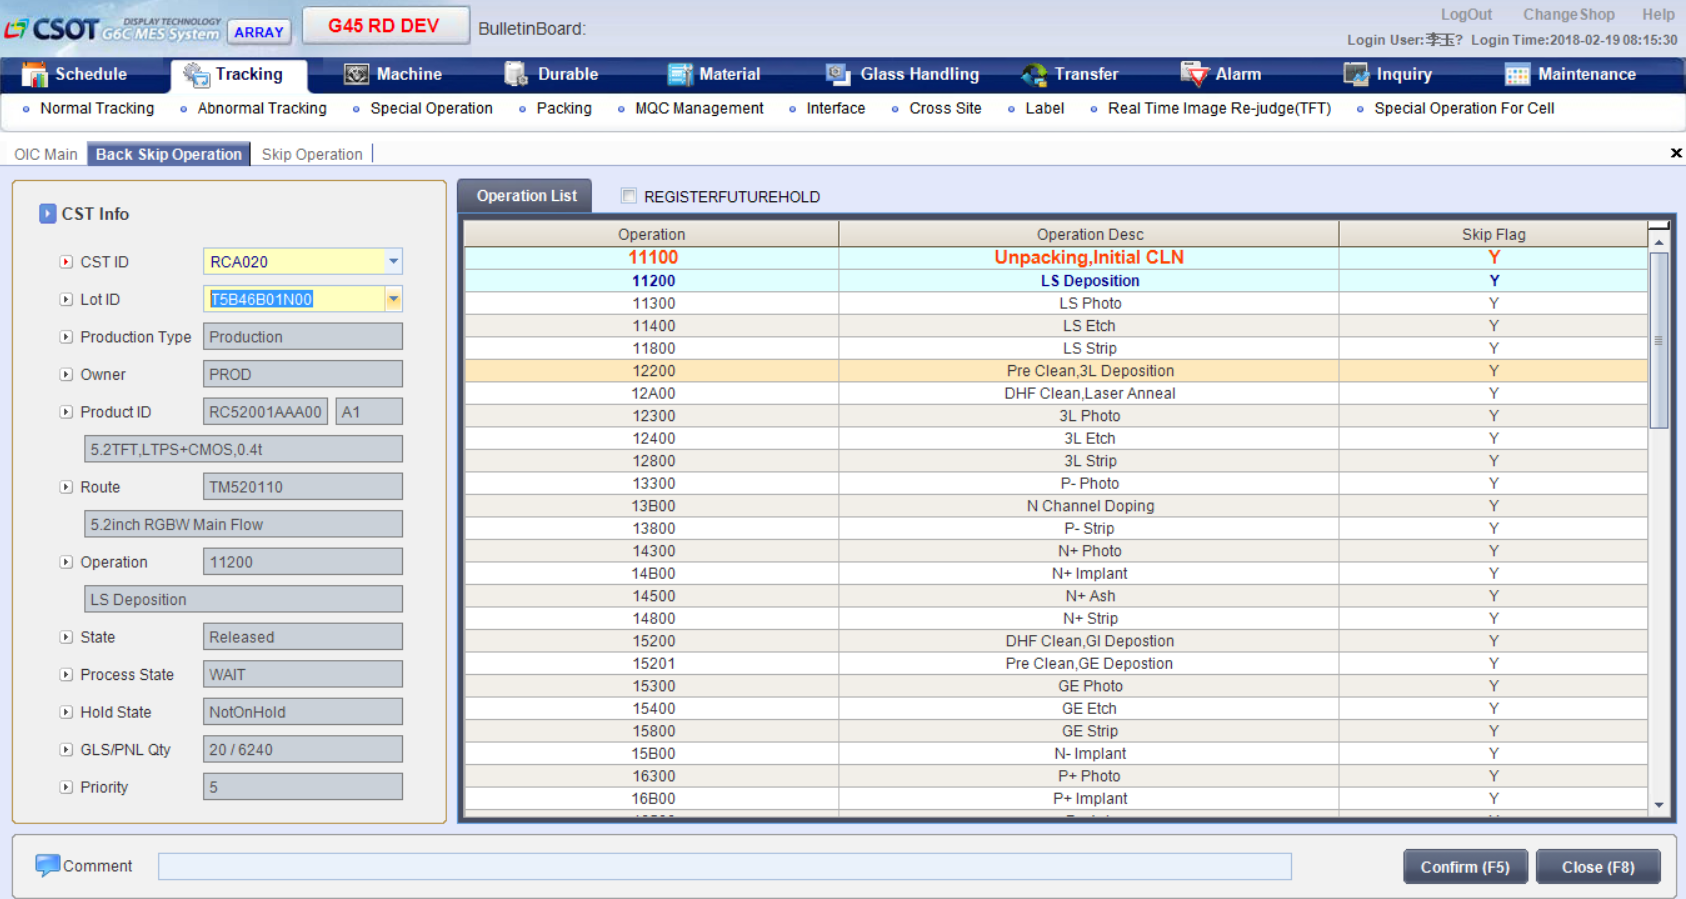 CSOT DISPLAY TECHNOLOGY
G6C MES System ARRAY
G45 RD DEV
BulletinBoard:
LogOut ChangeShop Help
Login User:李玉? Login Time:2018-02-19 08:15:30
Schedule Tracking Machine Durable Material Glass Handling Transfer Alarm Inquiry Maintenance
Normal Tracking Abnormal Tracking Special Operation Packing MQC Management Interface Cross Site Label Real Time Image Re-judge(TFT) Special Operation For Cell
OIC Main Back Skip Operation Skip Operation x
CST Info
CST ID RCA020
Lot ID T5B46B01N00
Production Type Production
Owner PROD
Product ID RC52001AAA00 A1
5.2TFT,LTPS+CMOS,0.4t
Route TM520110
5.2inch RGBW Main Flow
Operation 11200
LS Deposition
State Released
Process State WAIT
Hold State NotOnHold
GLS/PNL Qty 20 / 6240
Priority 5
Operation List REGISTERFUTUREHOLD
Operation Operation Desc Skip Flag
11100 Unpacking,Initial CLN Y
11200 LS Deposition Y
11300 LS Photo Y
11400 LS Etch Y
11800 LS Strip Y
12200 Pre Clean,3L Deposition Y
12A00 DHF Clean,Laser Anneal Y
12300 3L Photo Y
12400 3L Etch Y
12800 3L Strip Y
13300 P- Photo Y
13B00 N Channel Doping Y
13800 P- Strip Y
14300 N+ Photo Y
14B00 N+ Implant Y
14500 N+ Ash Y
14800 N+ Strip Y
15200 DHF Clean,GI Depostion Y
15201 Pre Clean,GE Depostion Y
15300 GE Photo Y
15400 GE Etch Y
15800 GE Strip Y
15B00 N- Implant Y
16300 P+ Photo Y
16B00 P+ Implant Y
Comment Confirm (F5) Close (F8)